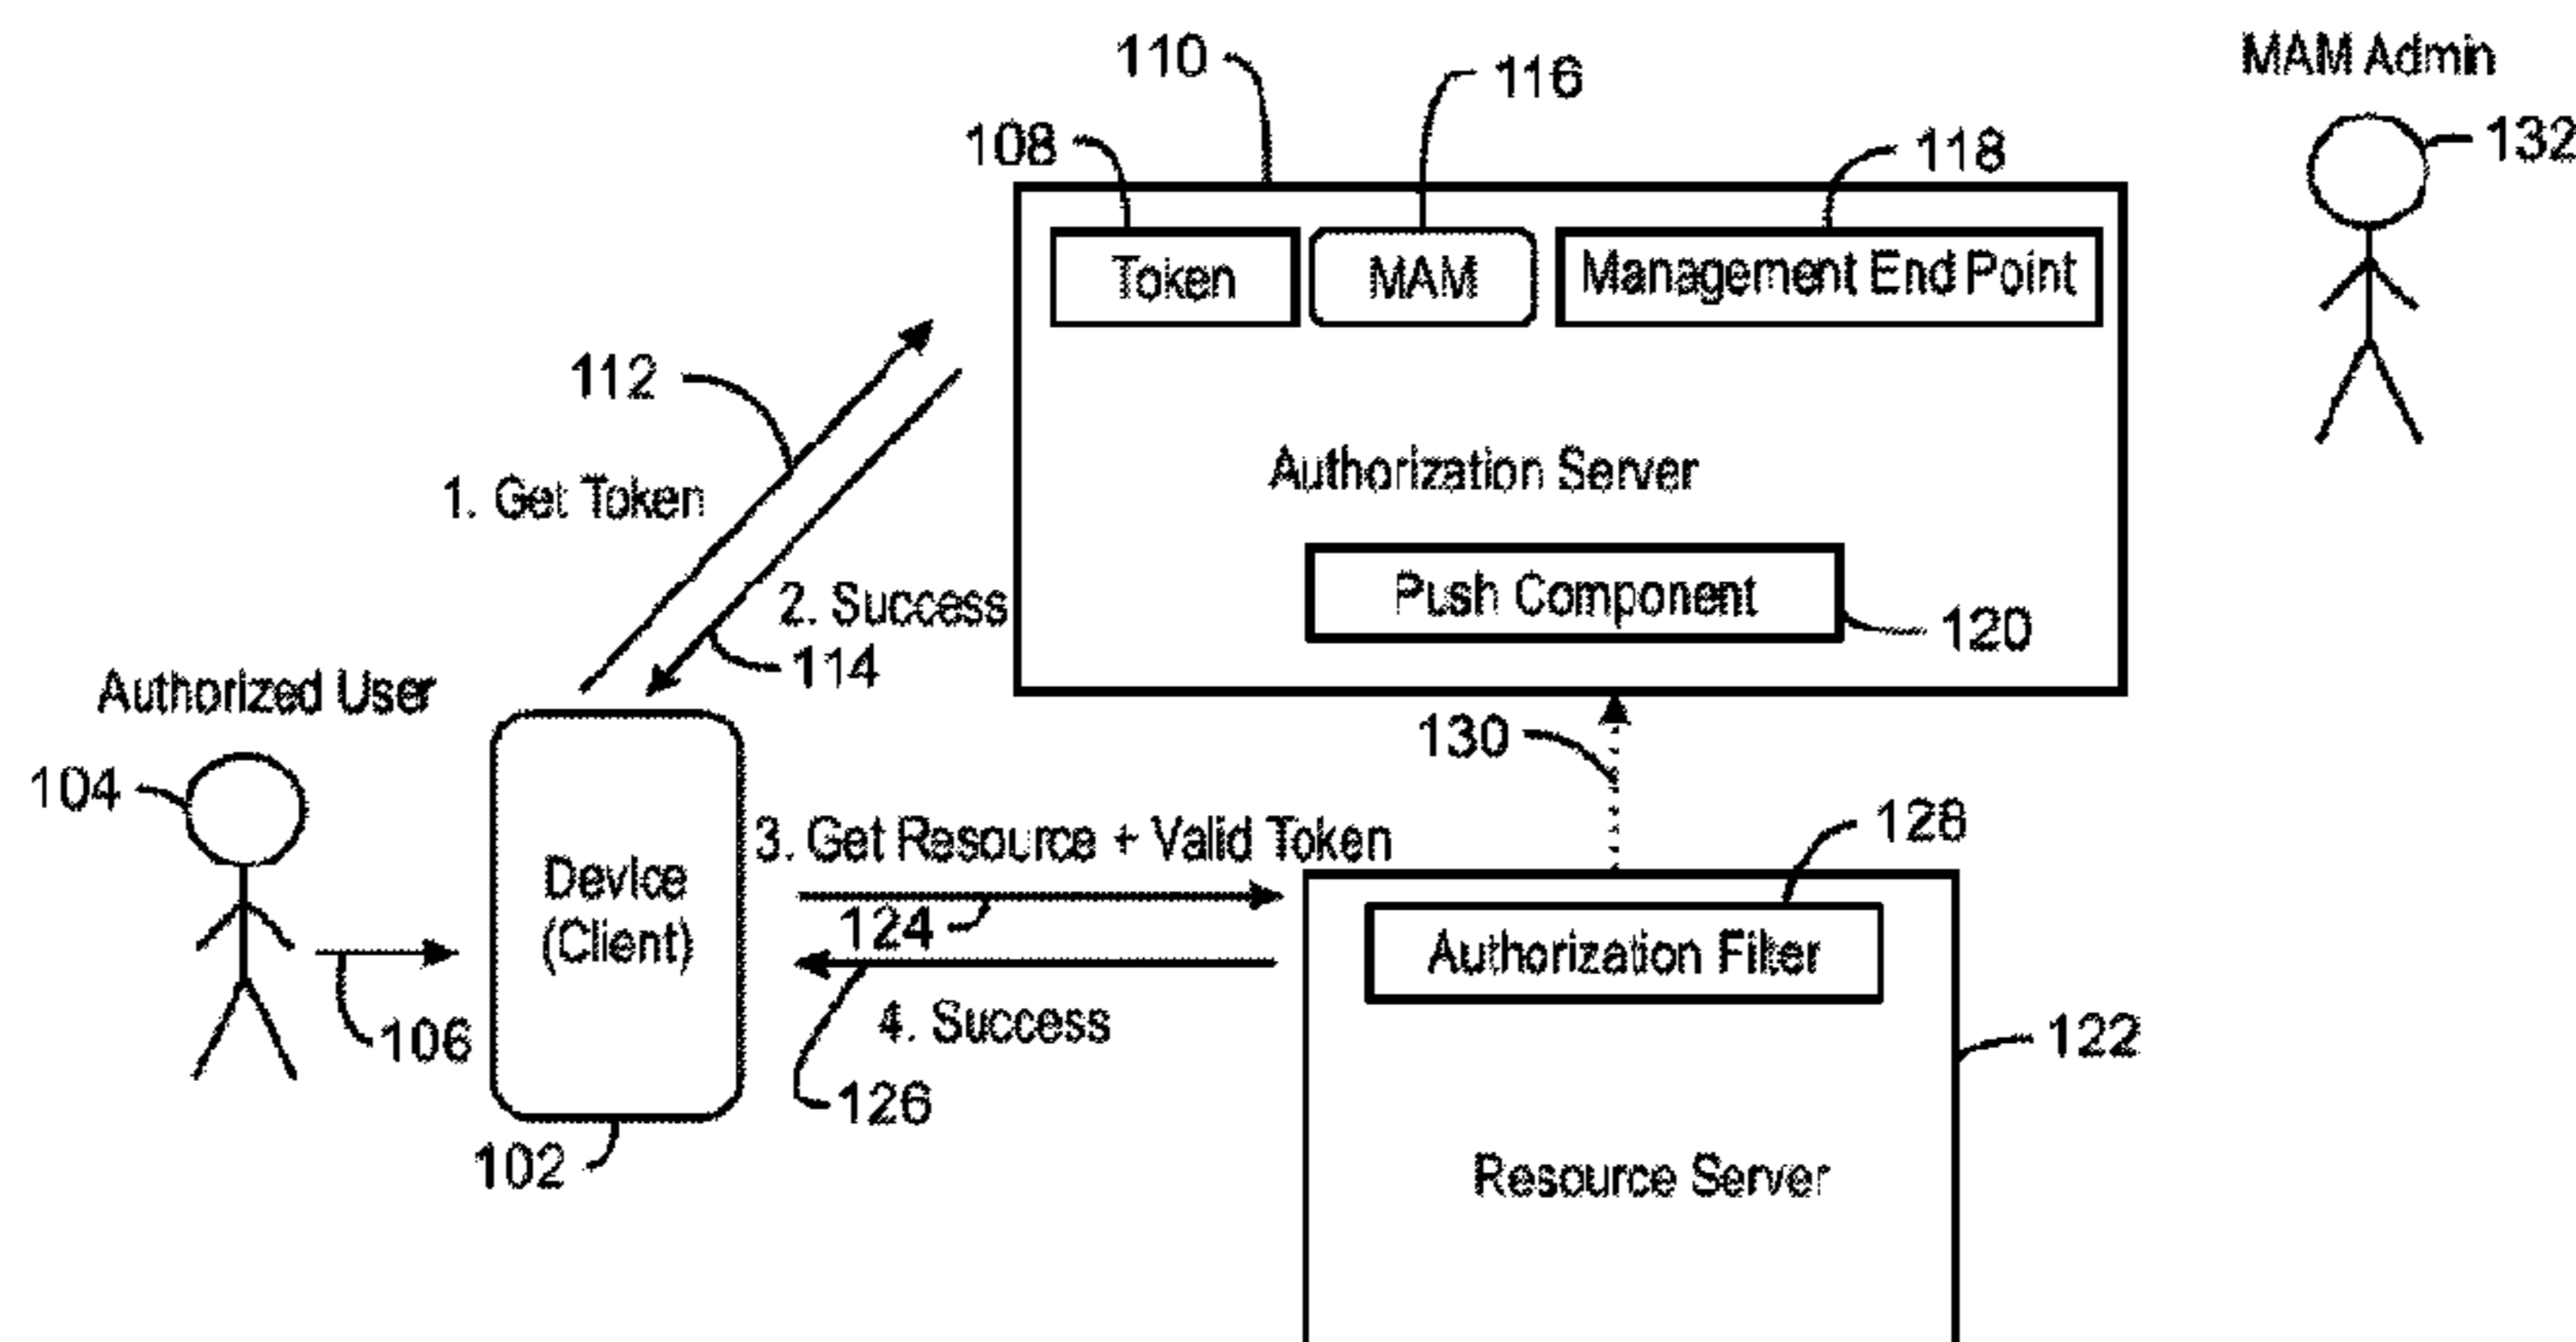 MAM Admin
110
116
108
118
132
Token
MAM
Management End Point
112
Authorization Server
1. Get Token
Push Component
2. Success
120
114
Authorized User
130
104
128
3. Get Resource + Valid Token
Device
(Client)
124
Authorization Filter
4. Success
106
122
126
102
Resource Server